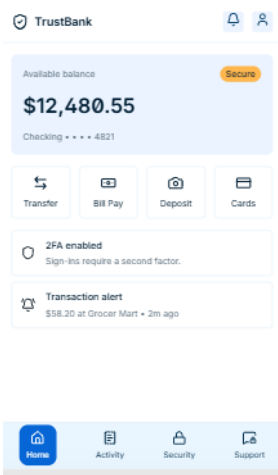 TrustBank
Available balance
Secure
$12,480.55
Checking • • • • 4821
Transfer
Bill Pay
Deposit
Cards
2FA enabled
Sign-ins require a second factor.
Transaction alert
$58.20 at Grocer Mart • 2m ago
Home
Activity
Security
Support